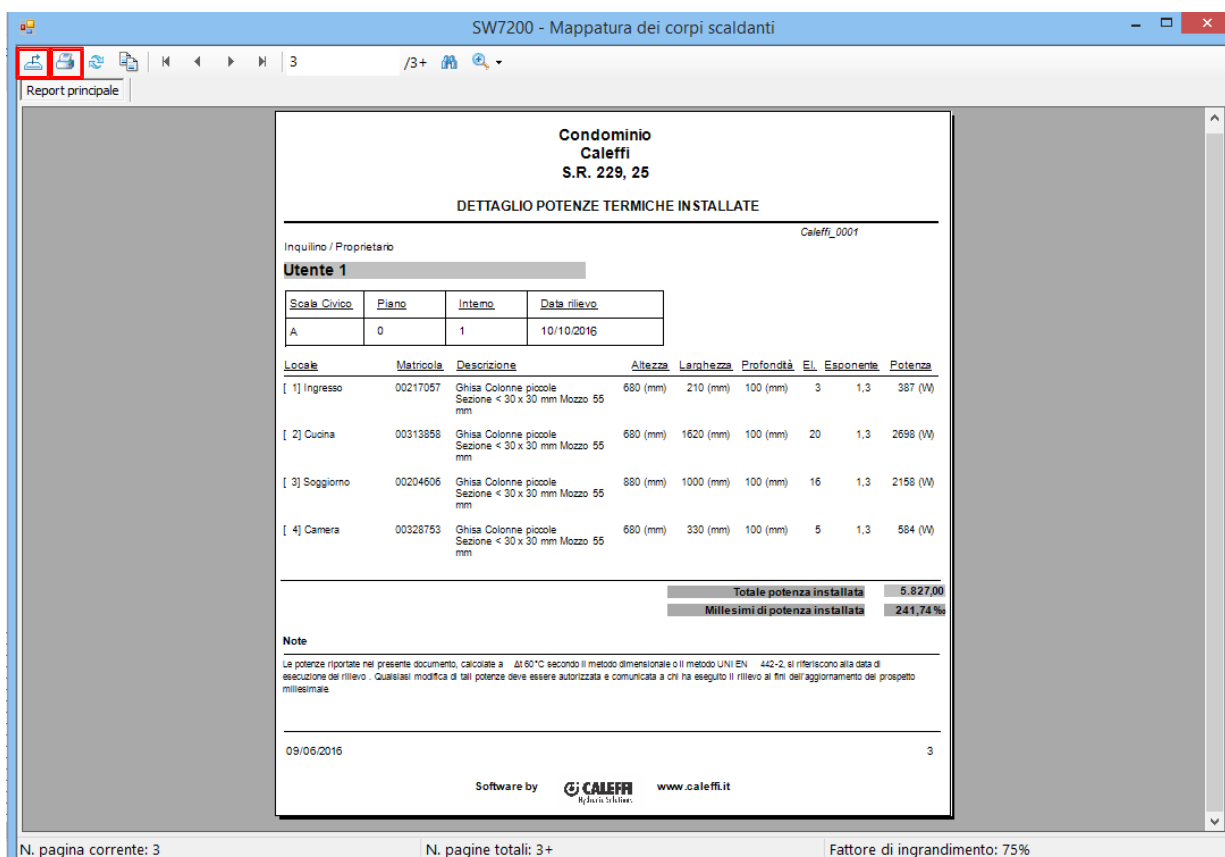 SW7200 - Mappatura dei corpi scaldanti
3 /3+
Report principale
Condominio
Caleffi
S.R. 229, 25
DETTAGLIO POTENZE TERMICHE INSTALLATE
Caleffi_0001
Inquilino / Proprietario
Utente 1
Scala Civico Piano Interno Data rilievo
A 0 1 10/10/2016
Locale Matricola Descrizione Altezza Larghezza Profondità El. Esponente Potenza
[ 1] Ingresso 00217057 Ghisa Colonne piccole 680 (mm) 210 (mm) 100 (mm) 3 1,3 387 (W)
Sezione < 30 x 30 mm Mozzo 55
mm
[ 2] Cucina 00313858 Ghisa Colonne piccole 680 (mm) 1620 (mm) 100 (mm) 20 1,3 2698 (W)
Sezione < 30 x 30 mm Mozzo 55
mm
[ 3] Soggiorno 00204606 Ghisa Colonne piccole 880 (mm) 1000 (mm) 100 (mm) 16 1,3 2158 (W)
Sezione < 30 x 30 mm Mozzo 55
mm
[ 4] Camera 00328753 Ghisa Colonne piccole 680 (mm) 330 (mm) 100 (mm) 5 1,3 584 (W)
Sezione < 30 x 30 mm Mozzo 55
mm
Totale potenza installata 5.827,00
Millesimi di potenza installata 241,74‰
Note
Le potenze riportate nel presente documento, calcolate a Δt 60°C secondo il metodo dimensionale o il metodo UNI EN 442-2, si riferiscono alla data di
esecuzione del rilievo . Qualsiasi modifica di tali potenze deve essere autorizzata e comunicata a chi ha eseguito il rilievo ai fini dell'aggiornamento del prospetto
millesimale.
09/06/2016 3
Software by CALEFFI www.caleffi.it
Hydronic Solutions
N. pagina corrente: 3 N. pagine totali: 3+ Fattore di ingrandimento: 75%